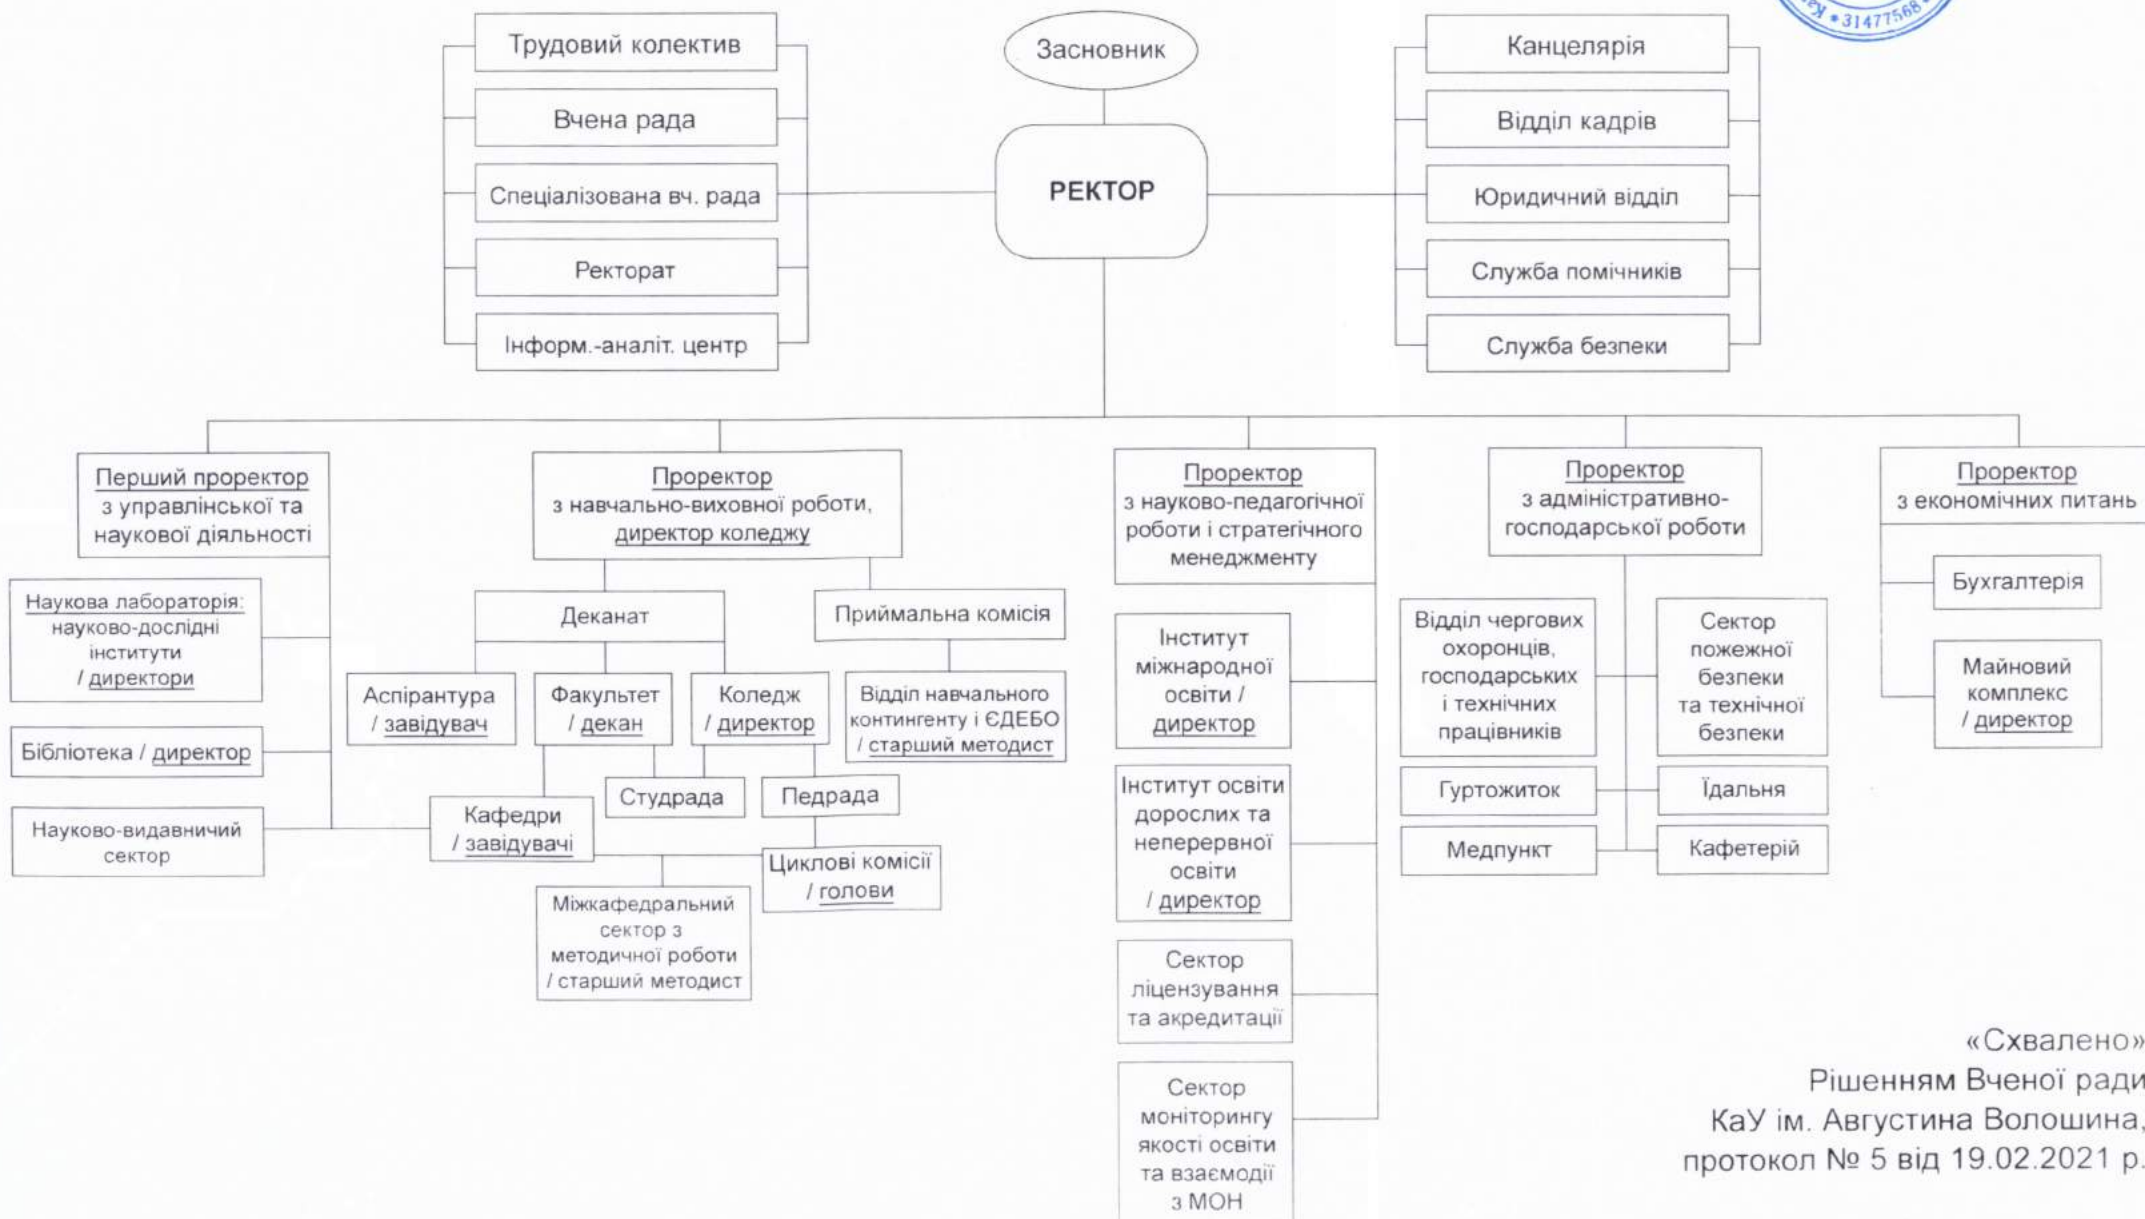 31477568
Трудовий колектив
Вчена рада
Спеціалізована вч. рада
Ректорат
Інформ.-аналіт. центр
Засновник
РЕКТОР
Канцелярія
Відділ кадрів
Юридичний відділ
Служба помічників
Служба безпеки
Перший проректор
з управлінської та
наукової діяльності
Наукова лабораторія:
науково-дослідні
інститути
/ директори
Бібліотека / директор
Науково-видавничий
сектор
Проректор
з навчально-виховної роботи,
директор коледжу
Деканат
Приймальна комісія
Аспірантура
/ завідувач
Факультет
/ декан
Коледж
/ директор
Відділ навчального
контингенту і ЄДЕБО
/ старший методист
Студрада
Педрада
Кафедри
/ завідувачі
Циклові комісії
/ голови
Міжкафедральний
сектор з
методичної роботи
/ старший методист
Проректор
з науково-педагогічної
роботи і стратегічного
менеджменту
Інститут
міжнародної
освіти /
директор
Інститут освіти
дорослих та
неперервної
освіти
/ директор
Сектор
ліцензування
та акредитації
Сектор
моніторингу
якості освіти
та взаємодії
з МОН
Проректор
з адміністративно-
господарської роботи
Відділ чергових
охоронців,
господарських
і технічних
працівників
Сектор
пожежної
безпеки
та технічної
безпеки
Гуртожиток
Їдальня
Медпункт
Кафетерій
Проректор
з економічних питань
Бухгалтерія
Майновий
комплекс
/ директор
«Схвалено»
Рішенням Вченої ради
КаУ ім. Августина Волошина,
протокол № 5 від 19.02.2021 р.